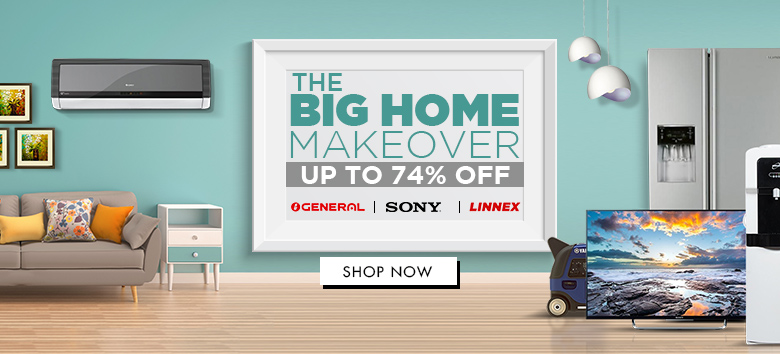 THE
BIG HOME
MAKEOVER
UP TO 74% OFF
GENERAL | SONY | LINNEX
SHOP NOW